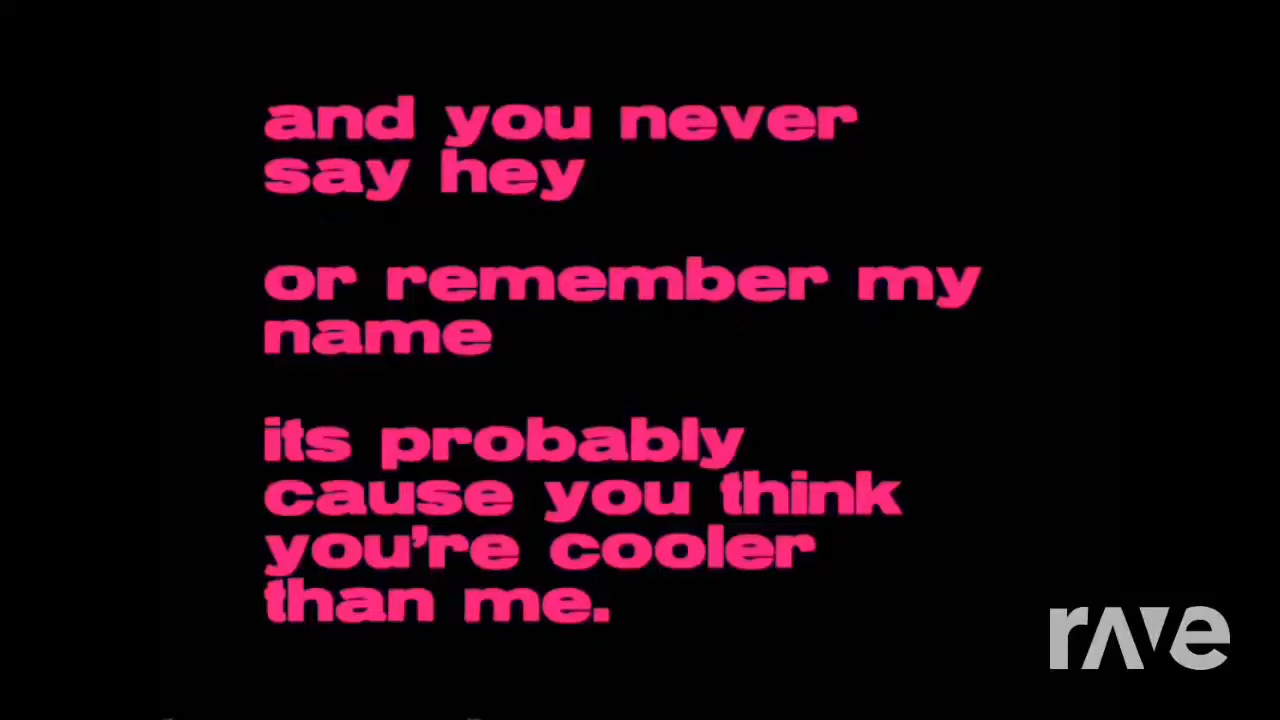 and you never
say hey
or remember my
name
its probably
cause you think
you're cooler
than me.
rave